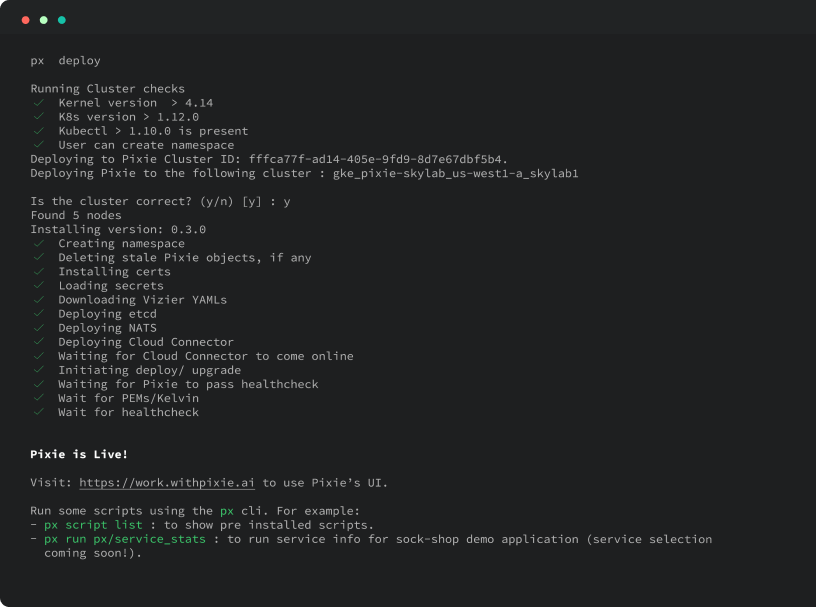 px  deploy
Running Cluster checks
✓ Kernel version  > 4.14
✓ K8s version > 1.12.0
✓ Kubectl > 1.10.0 is present
✓ User can create namespace
Deploying to Pixie Cluster ID: fffca77f-ad14-405e-9fd9-8d7e67dbf5b4.
Deploying Pixie to the following cluster : gke_pixie-skylab_us-west1-a_skylab1
Is the cluster correct? (y/n) [y] : y
Found 5 nodes
Installing version: 0.3.0
✓ Creating namespace
✓ Deleting stale Pixie objects, if any
✓ Installing certs
✓ Loading secrets
✓ Downloading Vizier YAMLs
✓ Deploying etcd
✓ Deploying NATS
✓ Deploying Cloud Connector
✓ Waiting for Cloud Connector to come online
✓ Initiating deploy/ upgrade
✓ Waiting for Pixie to pass healthcheck
✓ Wait for PEMs/Kelvin
✓ Wait for healthcheck
Pixie is Live!
Visit: https://work.withpixie.ai to use Pixie’s UI.
Run some scripts using the px cli. For example:
- px script list : to show pre installed scripts.
- px run px/service_stats : to run service info for sock-shop demo application (service selection
coming soon!).